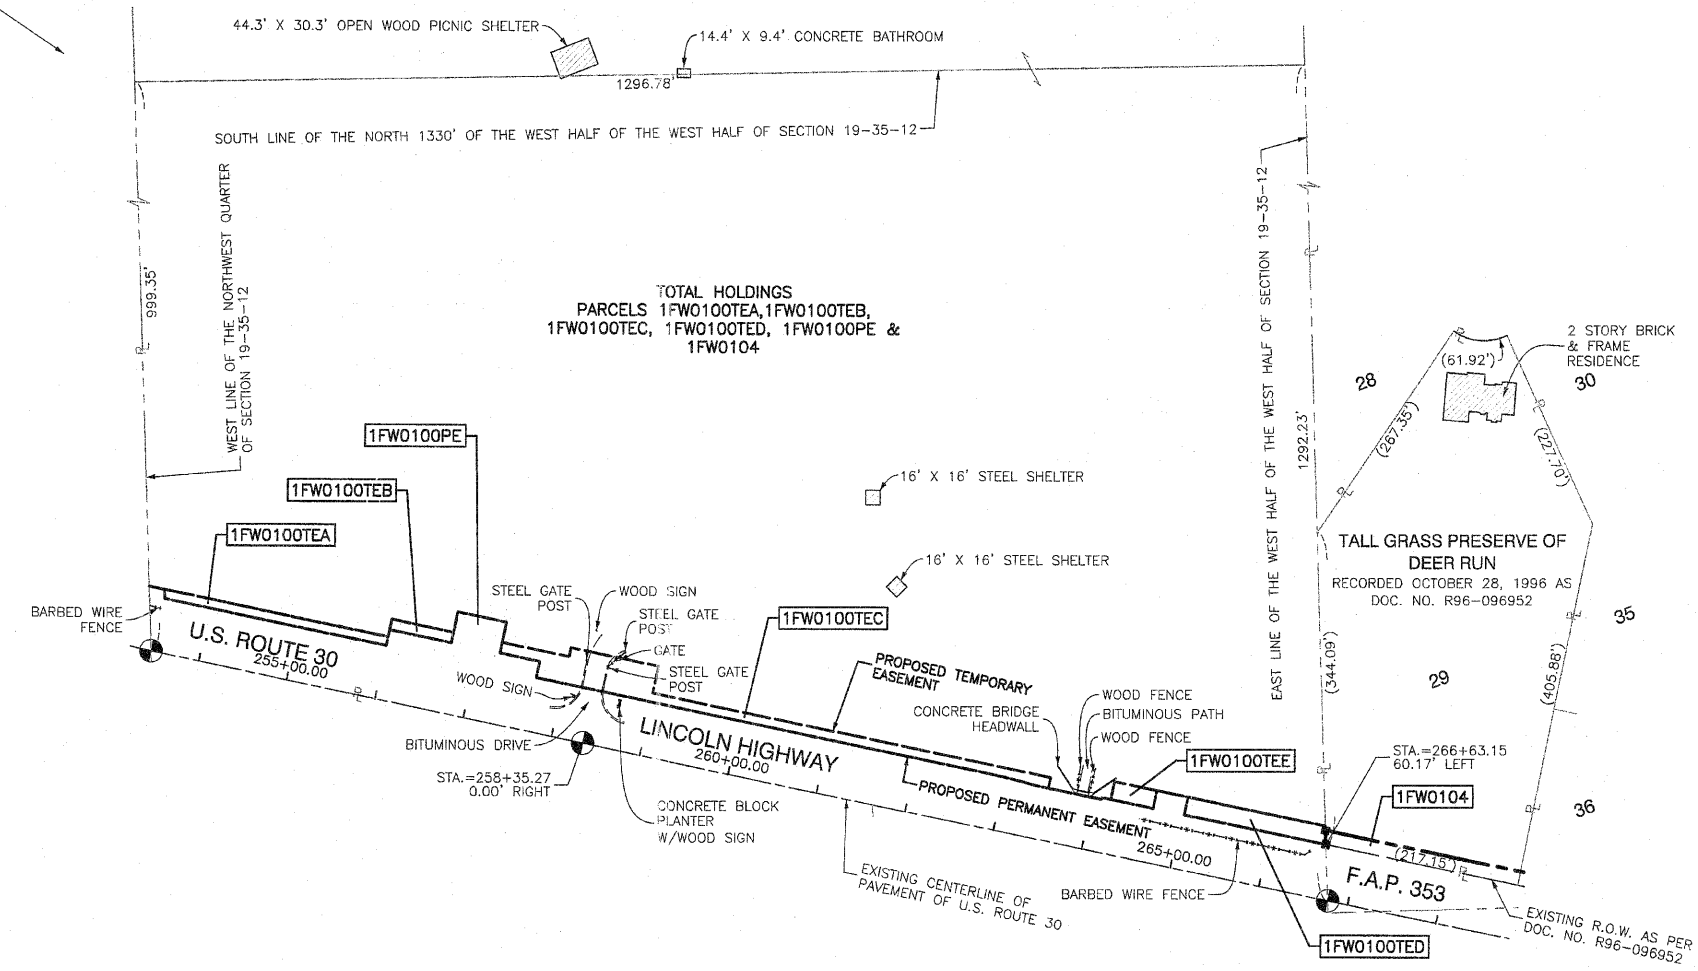 44.3' X 30.3' OPEN WOOD PICNIC SHELTER
14.4' X 9.4' CONCRETE BATHROOM
1296.78'
SOUTH LINE OF THE NORTH 1330' OF THE WEST HALF OF THE WEST HALF OF SECTION 19-35-12
WEST LINE OF THE NORTHWEST QUARTER
OF SECTION 19-35-12
999.35'
EAST LINE OF THE WEST HALF OF THE WEST HALF OF SECTION 19-35-12
1292.23'
TOTAL HOLDINGS
PARCELS 1FW0100TEA,1FW0100TEB,
1FW0100TEC, 1FW0100TED, 1FW0100PE &
1FW0104
2 STORY BRICK
& FRAME
RESIDENCE
(61.92')
28
30
(267.35')
(227.70')
1FW0100PE
1FW0100TEB
1FW0100TEA
16' X 16' STEEL SHELTER
16' X 16' STEEL SHELTER
TALL GRASS PRESERVE OF
DEER RUN
RECORDED OCTOBER 28, 1996 AS
DOC. NO. R96-096952
35
(344.09')
29
(405.88')
36
BARBED WIRE
FENCE
U.S. ROUTE 30
255+00.00
STEEL GATE
POST
WOOD SIGN
STEEL GATE
POST
GATE
STEEL GATE
POST
WOOD SIGN
1FW0100TEC
PROPOSED TEMPORARY
EASEMENT
CONCRETE BRIDGE
HEADWALL
WOOD FENCE
BITUMINOUS PATH
WOOD FENCE
1FW0100TEE
STA.=266+63.15
60.17' LEFT
1FW0104
BITUMINOUS DRIVE
LINCOLN HIGHWAY
260+00.00
STA.=258+35.27
0.00' RIGHT
CONCRETE BLOCK
PLANTER
W/WOOD SIGN
PROPOSED PERMANENT EASEMENT
265+00.00
(217.15')
EXISTING CENTERLINE OF
PAVEMENT OF U.S. ROUTE 30
BARBED WIRE FENCE
F.A.P. 353
1FW0100TED
EXISTING R.O.W. AS PER
DOC. NO. R96-096952